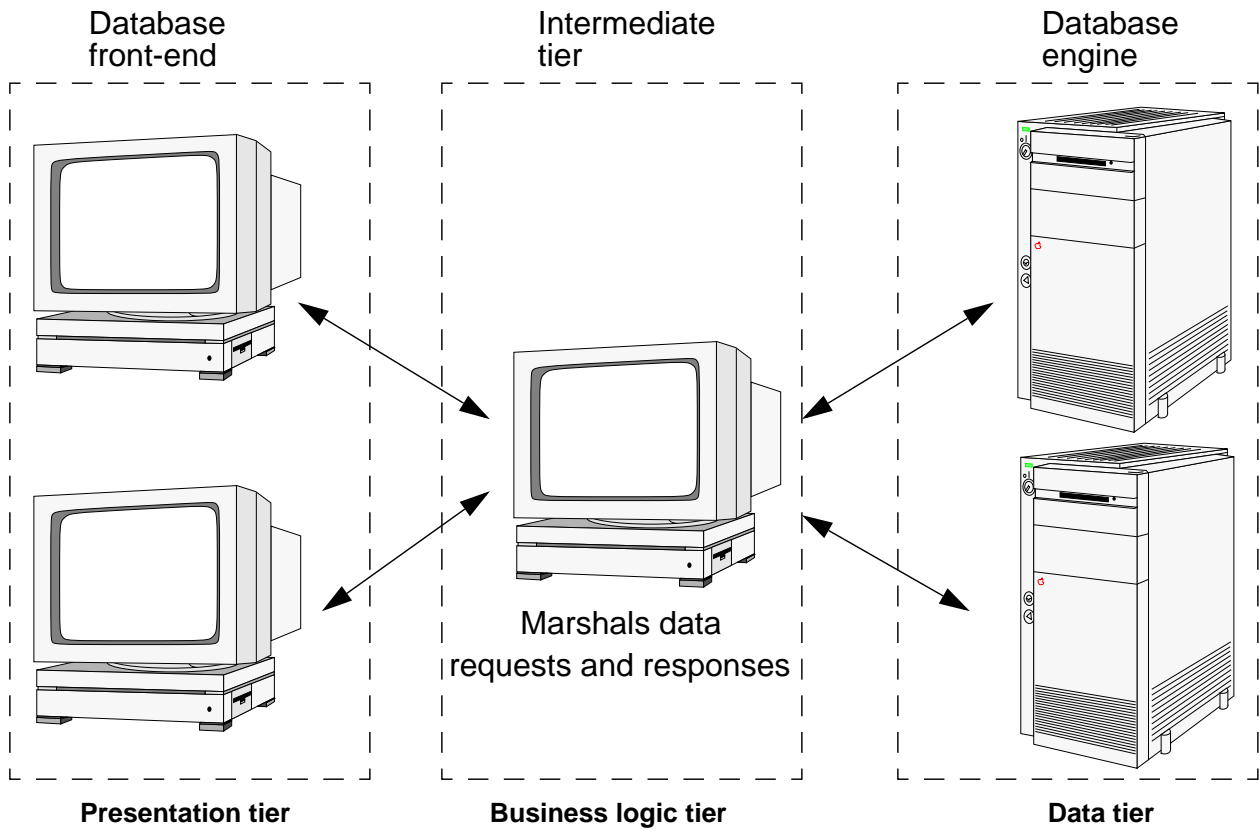 Database
front-end
Intermediate
tier
Database
engine
Marshals data
requests and responses
Presentation tier
Business logic tier
Data tier